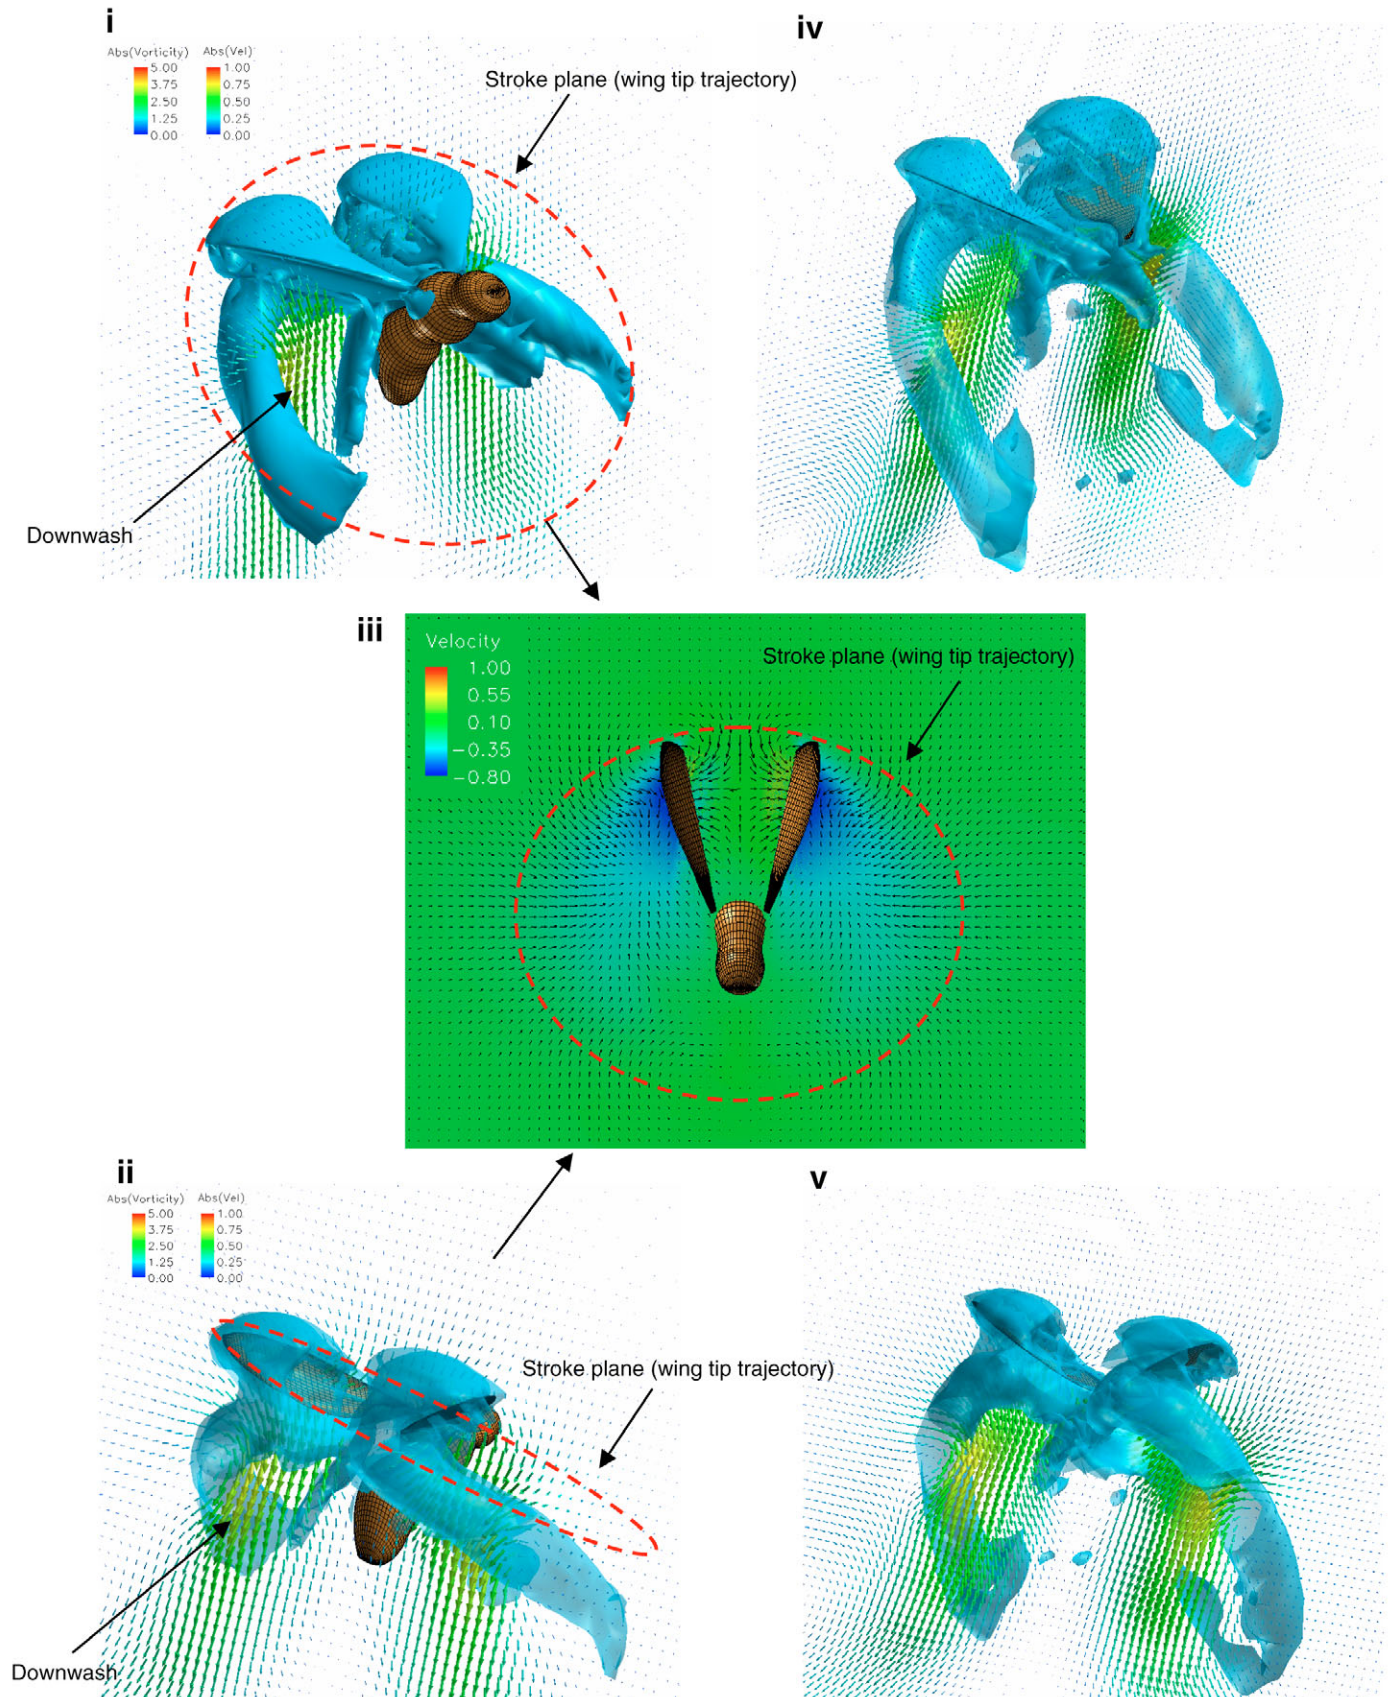 i
Abs(Vorticity) Abs(Vel)
5.00 1.00
3.75 0.75
2.50 0.50
1.25 0.25
0.00 0.00
Stroke plane (wing tip trajectory)
Downwash
iv
iii
Velocity
1.00
0.55
0.10
−0.35
−0.80
Stroke plane (wing tip trajectory)
ii
Abs(Vorticity) Abs(Vel)
5.00 1.00
3.75 0.75
2.50 0.50
1.25 0.25
0.00 0.00
Stroke plane (wing tip trajectory)
Downwash
v